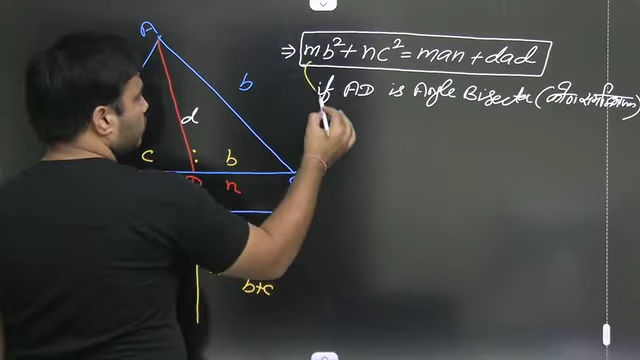 ⇒ mb² + nc² = man + dad
if AD is Angle Bisector (कोण समद्विभाजक)
A
b
d
c : b
D n
b+c